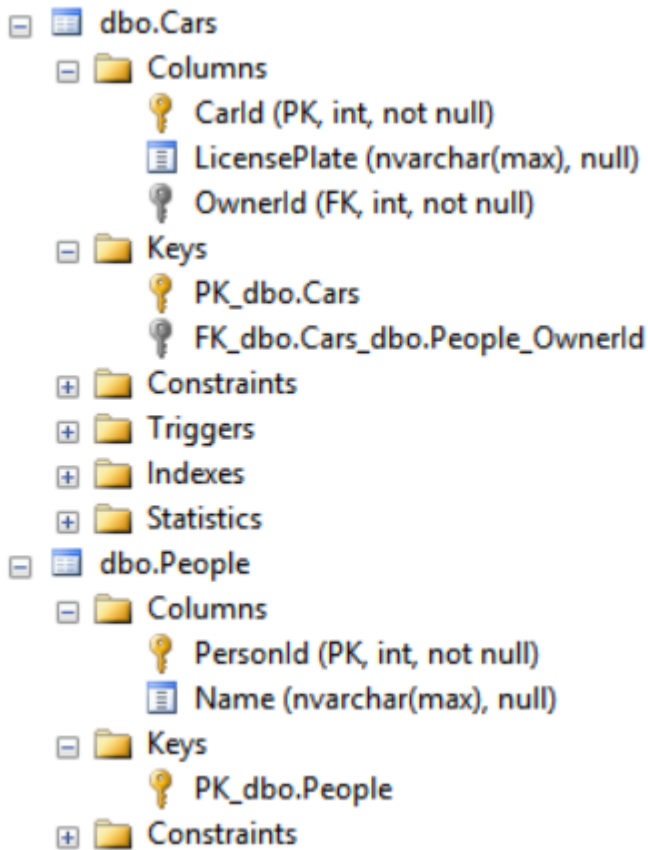 dbo.Cars
Columns
CarId (PK, int, not null)
LicensePlate (nvarchar(max), null)
OwnerId (FK, int, not null)
Keys
PK_dbo.Cars
FK_dbo.Cars_dbo.People_OwnerId
Constraints
Triggers
Indexes
Statistics
dbo.People
Columns
PersonId (PK, int, not null)
Name (nvarchar(max), null)
Keys
PK_dbo.People
Constraints